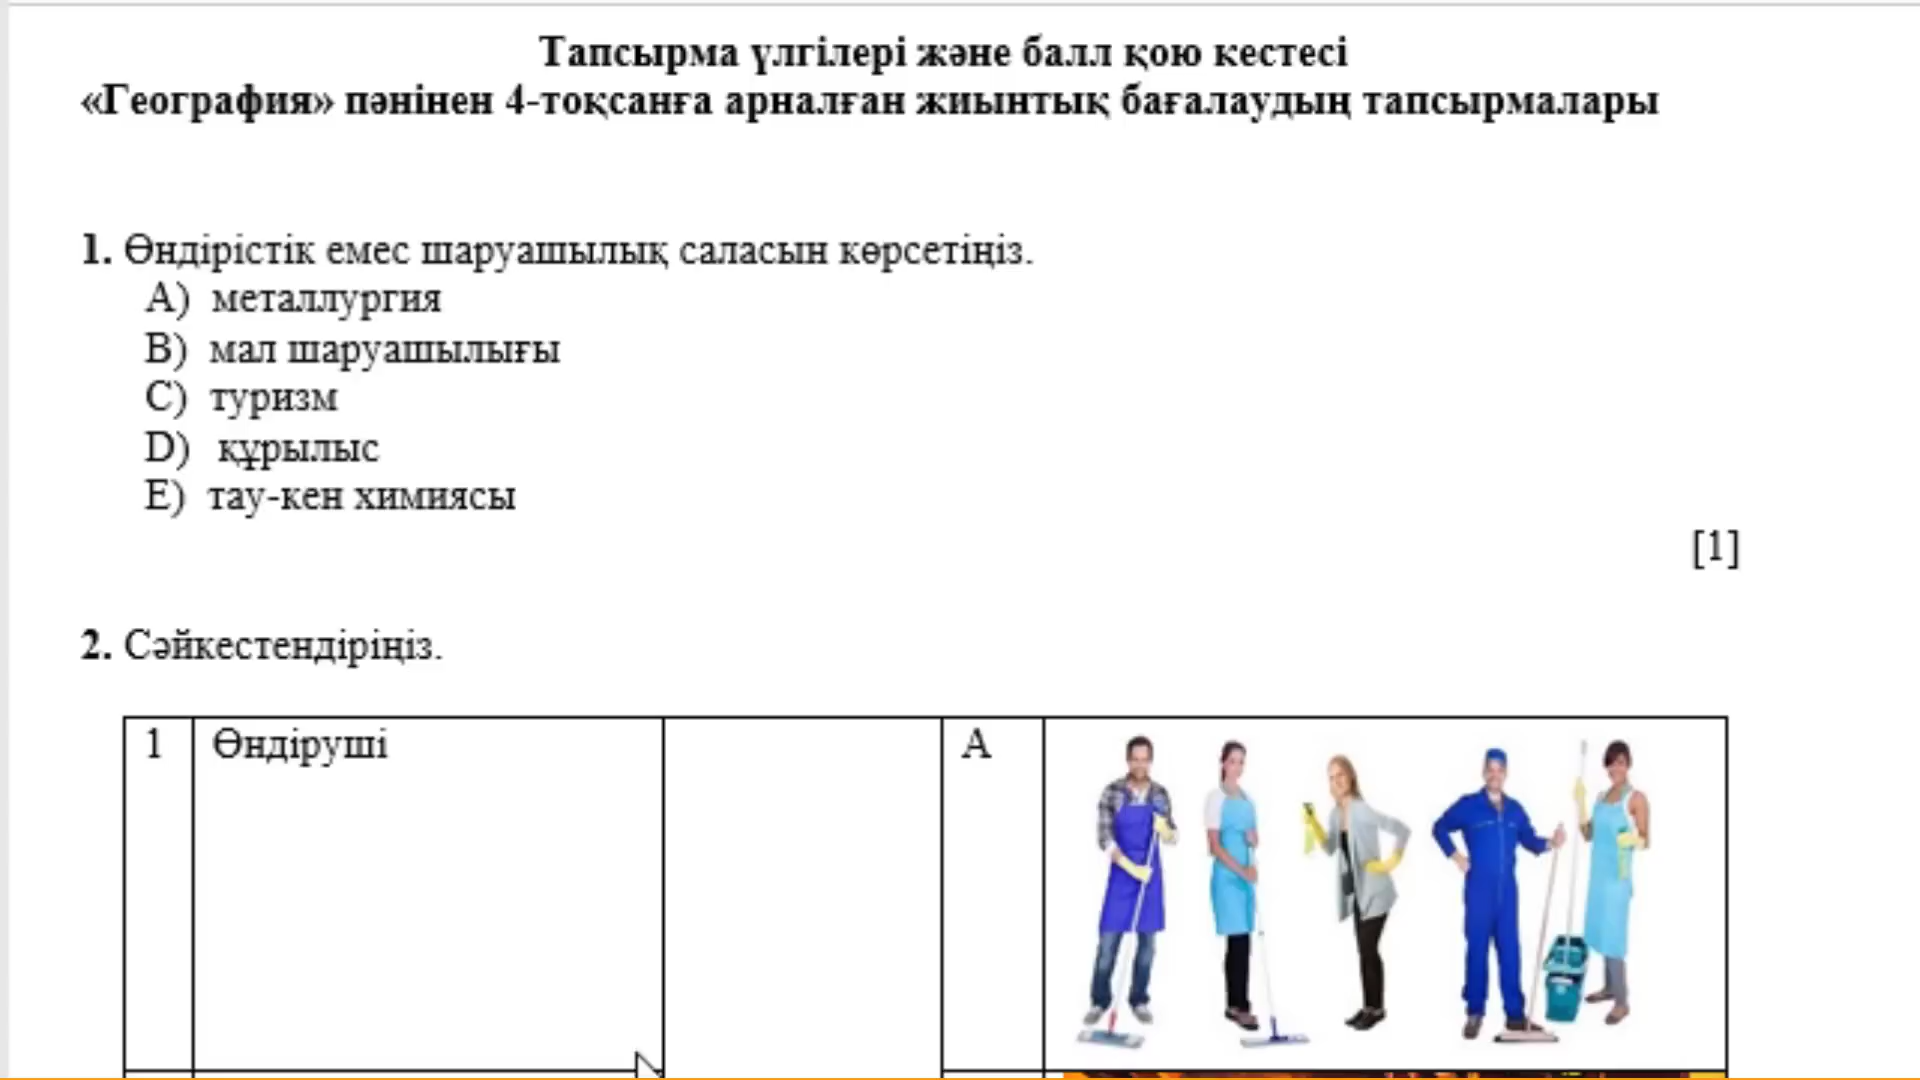 Тапсырма үлгілері және балл қою кестесі
«География» пәнінен 4-тоқсанға арналған жиынтық бағалаудың тапсырмалары
1. Өндірістік емес шаруашылық саласын көрсетіңіз.
A) металлургия
B) мал шаруашылығы
C) туризм
D) құрылыс
E) тау-кен химиясы
[1]
2. Сәйкестендіріңіз.
1 Өндіруші A